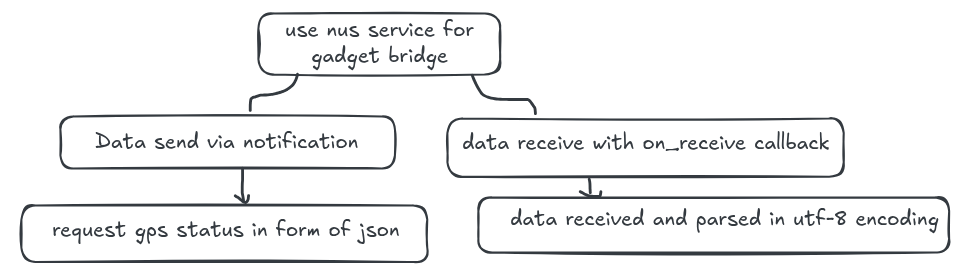 use nus service for
gadget bridge
Data send via notification
data receive with on_receive callback
request gps status in form of json
data received and parsed in utf-8 encoding